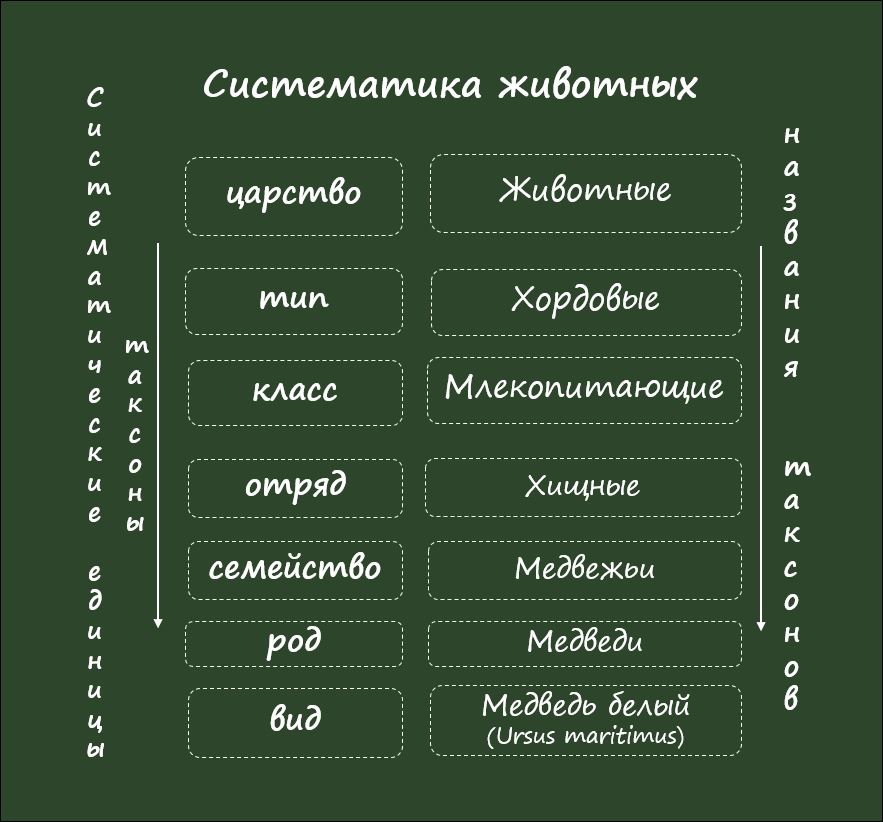 Систематика животных
Систематические единицы
таксоны
царство
Животные
тип
Хордовые
класс
Млекопитающие
отряд
Хищные
семейство
Медвежьи
род
Медведи
вид
Медведь белый
(Ursus maritimus)
названия таксонов